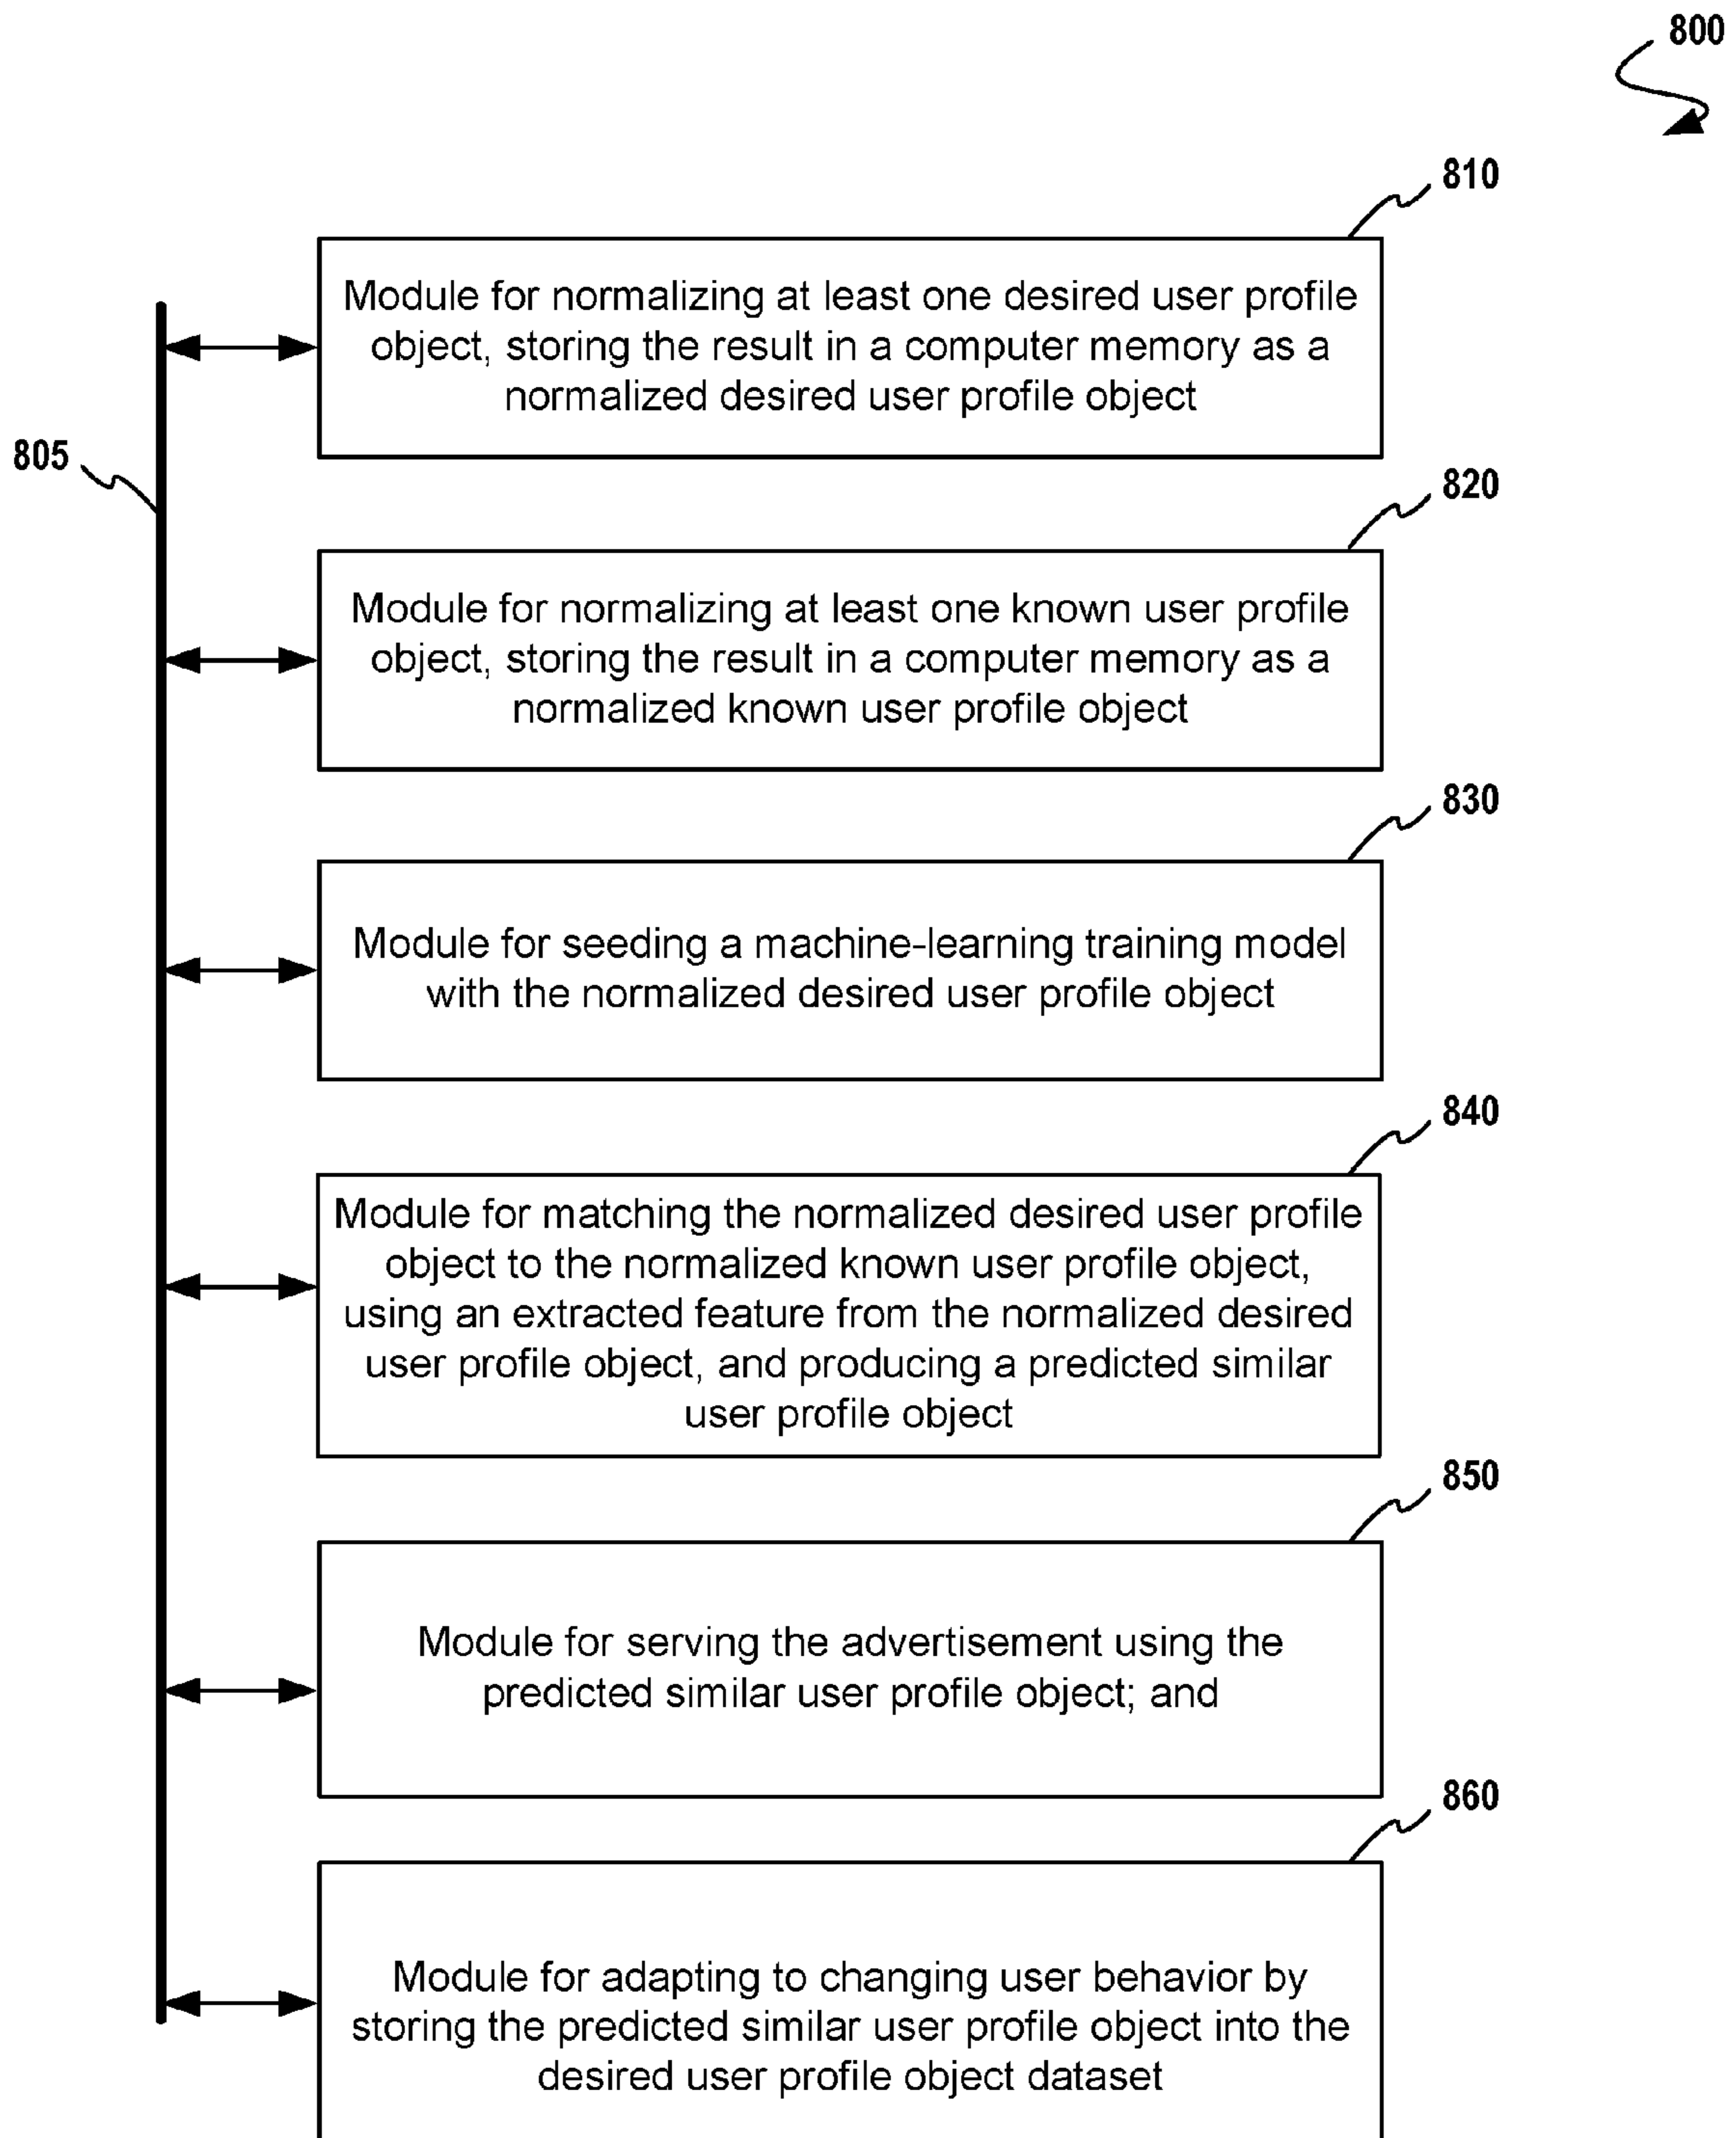 800
810
Module for normalizing at least one desired user profile
object, storing the result in a computer memory as a
normalized desired user profile object
805
820
Module for normalizing at least one known user profile
object, storing the result in a computer memory as a
normalized known user profile object
830
Module for seeding a machine-learning training model
with the normalized desired user profile object
840
Module for matching the normalized desired user profile
object to the normalized known user profile object,
using an extracted feature from the normalized desired
user profile object, and producing a predicted similar
user profile object
850
Module for serving the advertisement using the
predicted similar user profile object; and
860
Module for adapting to changing user behavior by
storing the predicted similar user profile object into the
desired user profile object dataset